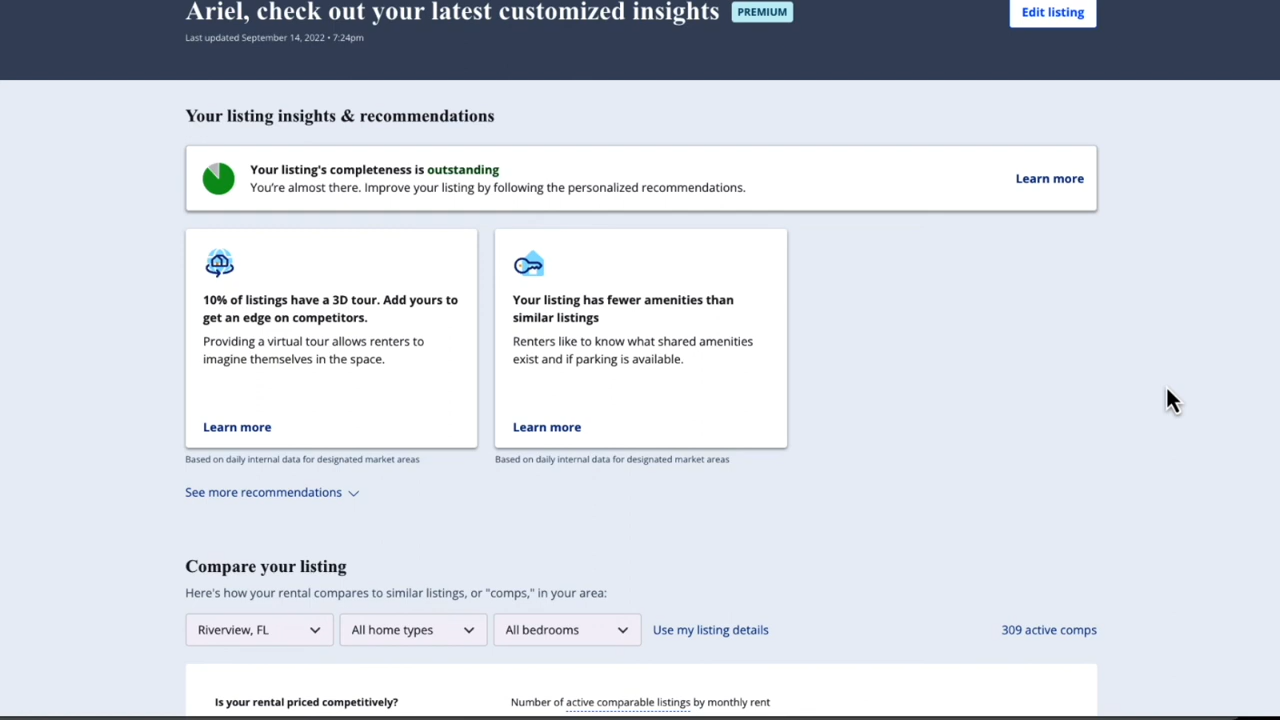 Ariel, check out your latest customized insights PREMIUM
Edit listing
Last updated September 14, 2022 • 7:24pm
Your listing insights & recommendations
Your listing's completeness is outstanding
You're almost there. Improve your listing by following the personalized recommendations.
Learn more
10% of listings have a 3D tour. Add yours to
get an edge on competitors.
Providing a virtual tour allows renters to
imagine themselves in the space.
Learn more
Based on daily internal data for designated market areas
Your listing has fewer amenities than
similar listings
Renters like to know what shared amenities
exist and if parking is available.
Learn more
Based on daily internal data for designated market areas
See more recommendations
Compare your listing
Here's how your rental compares to similar listings, or "comps," in your area:
Riverview, FL
All home types
All bedrooms
Use my listing details
309 active comps
Is your rental priced competitively?
Number of active comparable listings by monthly rent